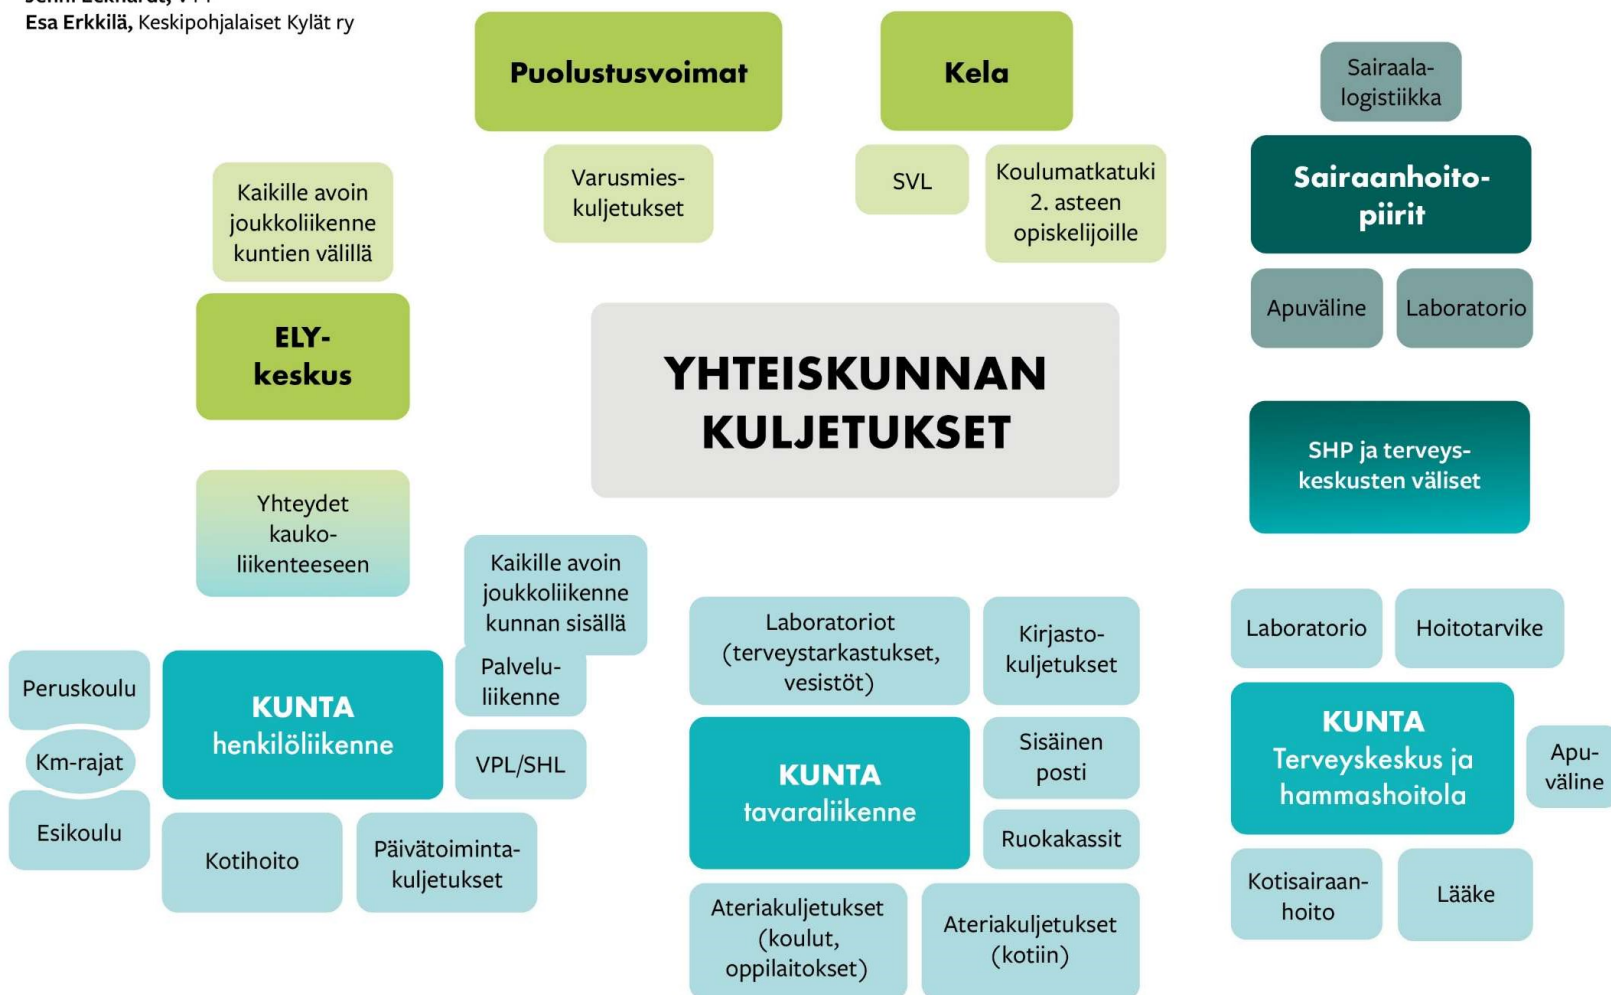 Esa Erkkilä, Keskipohjalaiset Kylät ry
Puolustusvoimat
Varusmies-
kuljetukset
Kela
SVL
Koulumatkatuki
2. asteen
opiskelijoille
Sairaala-
logistiikka
Sairaanhoito-
piirit
Apuväline
Laboratorio
Kaikille avoin
joukkoliikenne
kuntien välillä
ELY-
keskus
Yhteydet
kauko-
liikenteeseen
YHTEISKUNNAN
KULJETUKSET
SHP ja terveys-
keskusten väliset
Kaikille avoin
joukkoliikenne
kunnan sisällä
Peruskoulu
Km-rajat
Esikoulu
KUNTA
henkilöliikenne
Palvelu-
liikenne
VPL/SHL
Kotihoito
Päivätoiminta-
kuljetukset
Laboratoriot
(terveystarkastukset,
vesistöt)
Kirjasto-
kuljetukset
KUNTA
tavaraliikenne
Sisäinen
posti
Ruokakassit
Ateriakuljetukset
(koulut,
oppilaitokset)
Ateriakuljetukset
(kotiin)
Laboratorio
Hoitotarvike
KUNTA
Terveyskeskus ja
hammashoitola
Apu-
väline
Kotisairaan-
hoito
Lääke